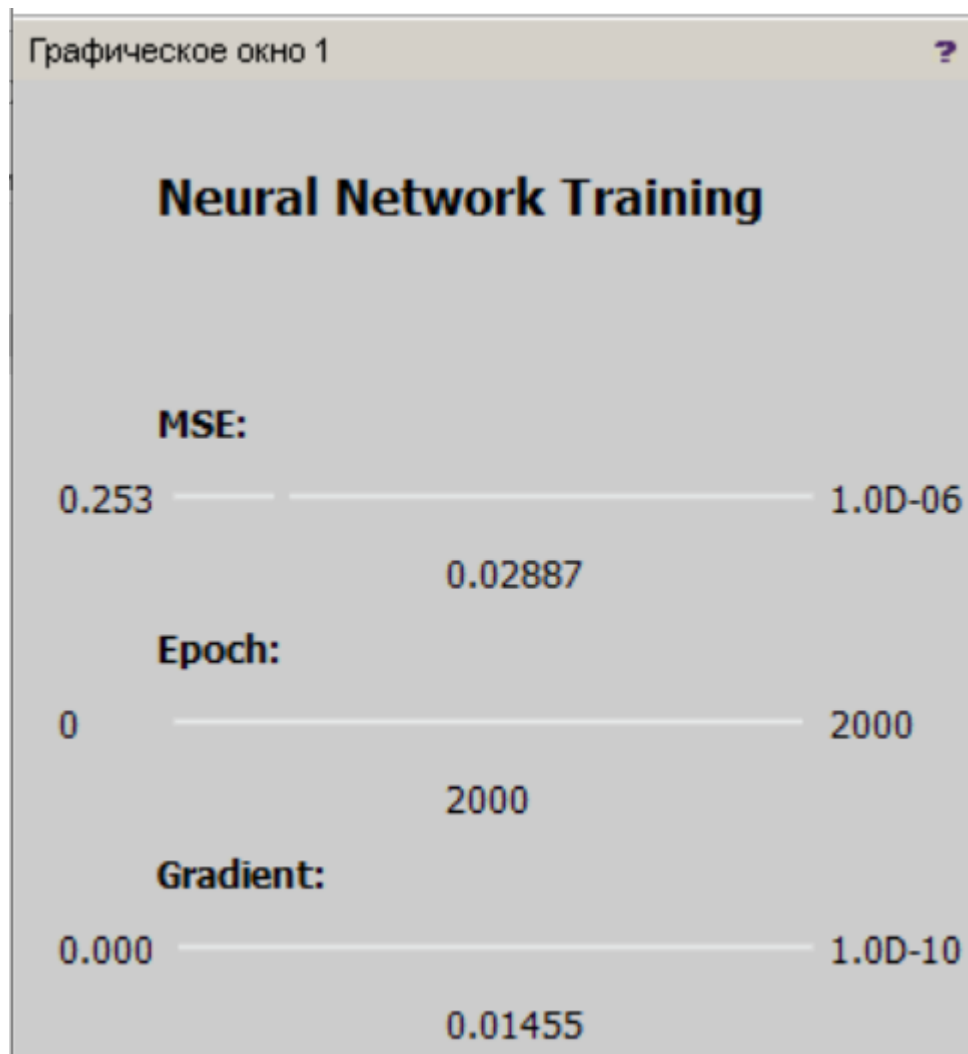 Графическое окно 1 ?
Neural Network Training
MSE:
0.253 1.0D-06
0.02887
Epoch:
0 2000
2000
Gradient:
0.000 1.0D-10
0.01455